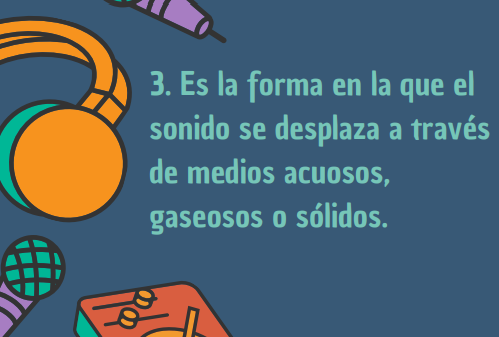 3. Es la forma en la que el
sonido se desplaza a través
de medios acuosos,
gaseosos o sólidos.